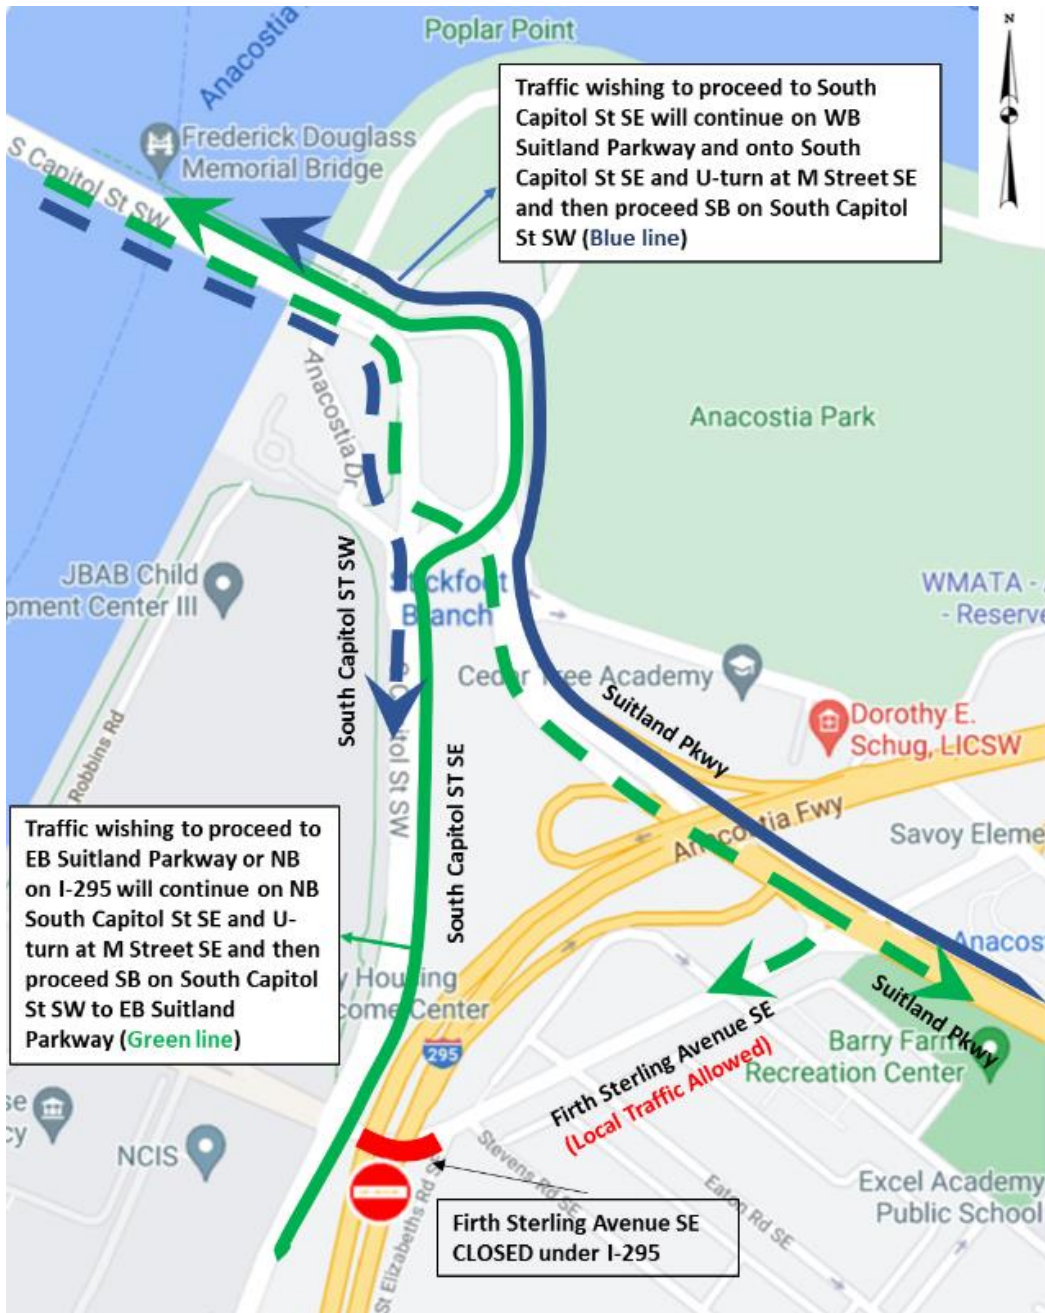 N
Poplar Point
Anacostia
Traffic wishing to proceed to South
Capitol St SE will continue on WB
Suitland Parkway and onto South
Capitol St SE and U-turn at M Street SE
and then proceed SB on South Capitol
St SW (Blue line)
Frederick Douglass
Memorial Bridge
S Capitol St SW
Anacostia Dr
Anacostia Park
South Capitol ST SW
JBAB Child
pment Center III
Stickfoot
Branch
WMATA -
- Reserve
Cedar Tree Academy
Suitland Pkwy
Dorothy E.
Schug, LICSW
Robbins Rd
S Capitol St SW
South Capitol ST SE
Anacostia Fwy
Savoy Eleme
Traffic wishing to proceed to
EB Suitland Parkway or NB
on I-295 will continue on NB
South Capitol St SE and U-
turn at M Street SE and then
proceed SB on South Capitol
St SW to EB Suitland
Parkway (Green line)
Anacos
y Housing
come Center
Suitland Pkwy
295
Barry Farm
Recreation Center
Firth Sterling Avenue SE
(Local Traffic Allowed)
se
cy
NCIS
Stevens Rd SE
Eaton Rd SE
St Elizabeths Rd S
Excel Academy
Public School
Firth Sterling Avenue SE
CLOSED under I-295